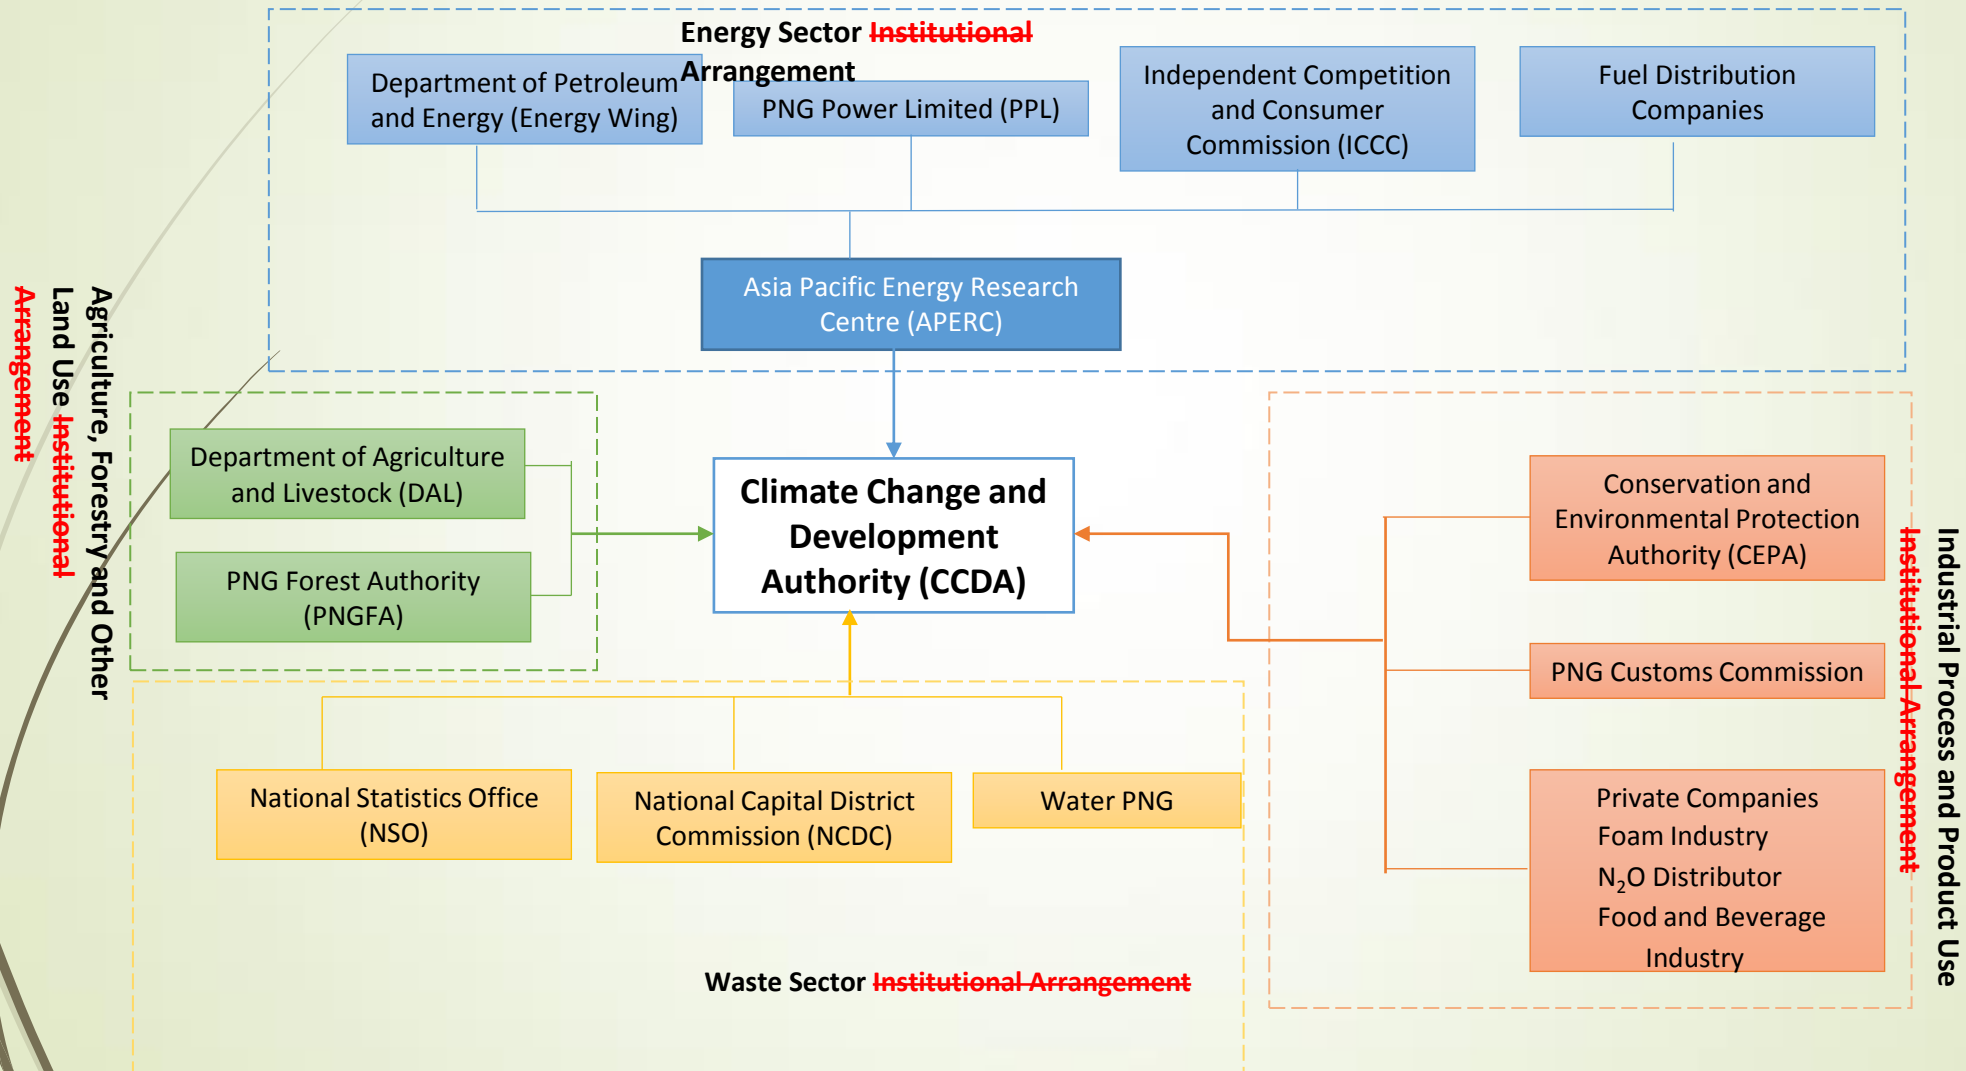 Energy Sector Institutional
Arrangement
Department of Petroleum
and Energy (Energy Wing)
PNG Power Limited (PPL)
Independent Competition
and Consumer
Commission (ICCC)
Fuel Distribution
Companies
Asia Pacific Energy Research
Centre (APERC)
Agriculture, Forestry and Other
Land Use Institutional
Arrangement
Department of Agriculture
and Livestock (DAL)
PNG Forest Authority
(PNGFA)
Climate Change and
Development
Authority (CCDA)
Conservation and
Environmental Protection
Authority (CEPA)
PNG Customs Commission
Private Companies
Foam Industry
N₂O Distributor
Food and Beverage
Industry
Industrial Process and Product Use
Institutional Arrangement
National Statistics Office
(NSO)
National Capital District
Commission (NCDC)
Water PNG
Waste Sector Institutional Arrangement